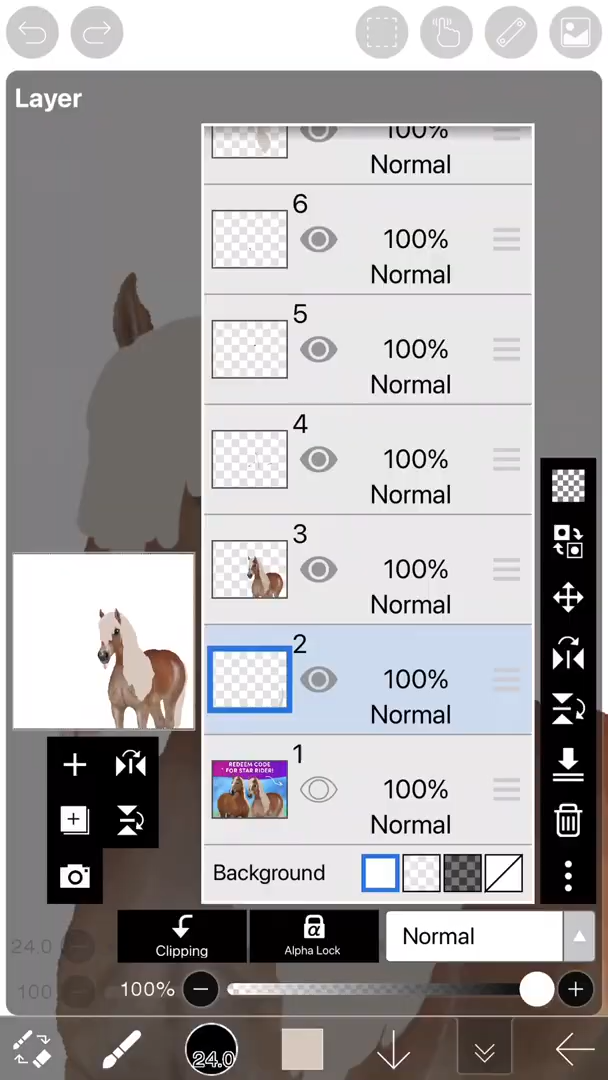 Layer
100%
Normal
6
100%
Normal
5
100%
Normal
4
100%
Normal
3
100%
Normal
2
100%
Normal
1
REDEEM CODE
FOR STAR RIDER!
100%
Normal
Background
Clipping
α
Alpha Lock
Normal
24.0
100
100%
24.0